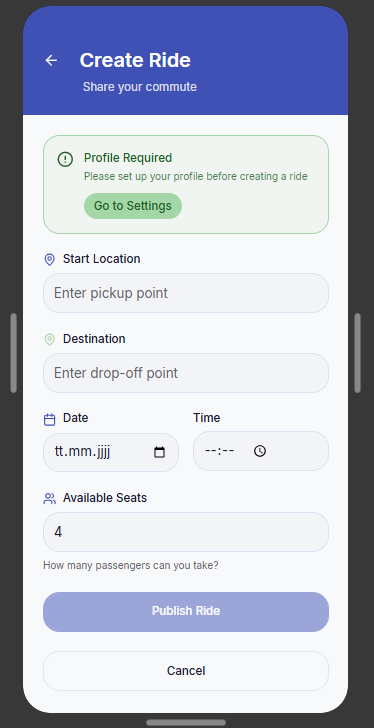 Create Ride
Share your commute
Profile Required
Please set up your profile before creating a ride
Go to Settings
Start Location
Enter pickup point
Destination
Enter drop-off point
Date
Time
tt.mm.jjjj
--:--
Available Seats
4
How many passengers can you take?
Publish Ride
Cancel